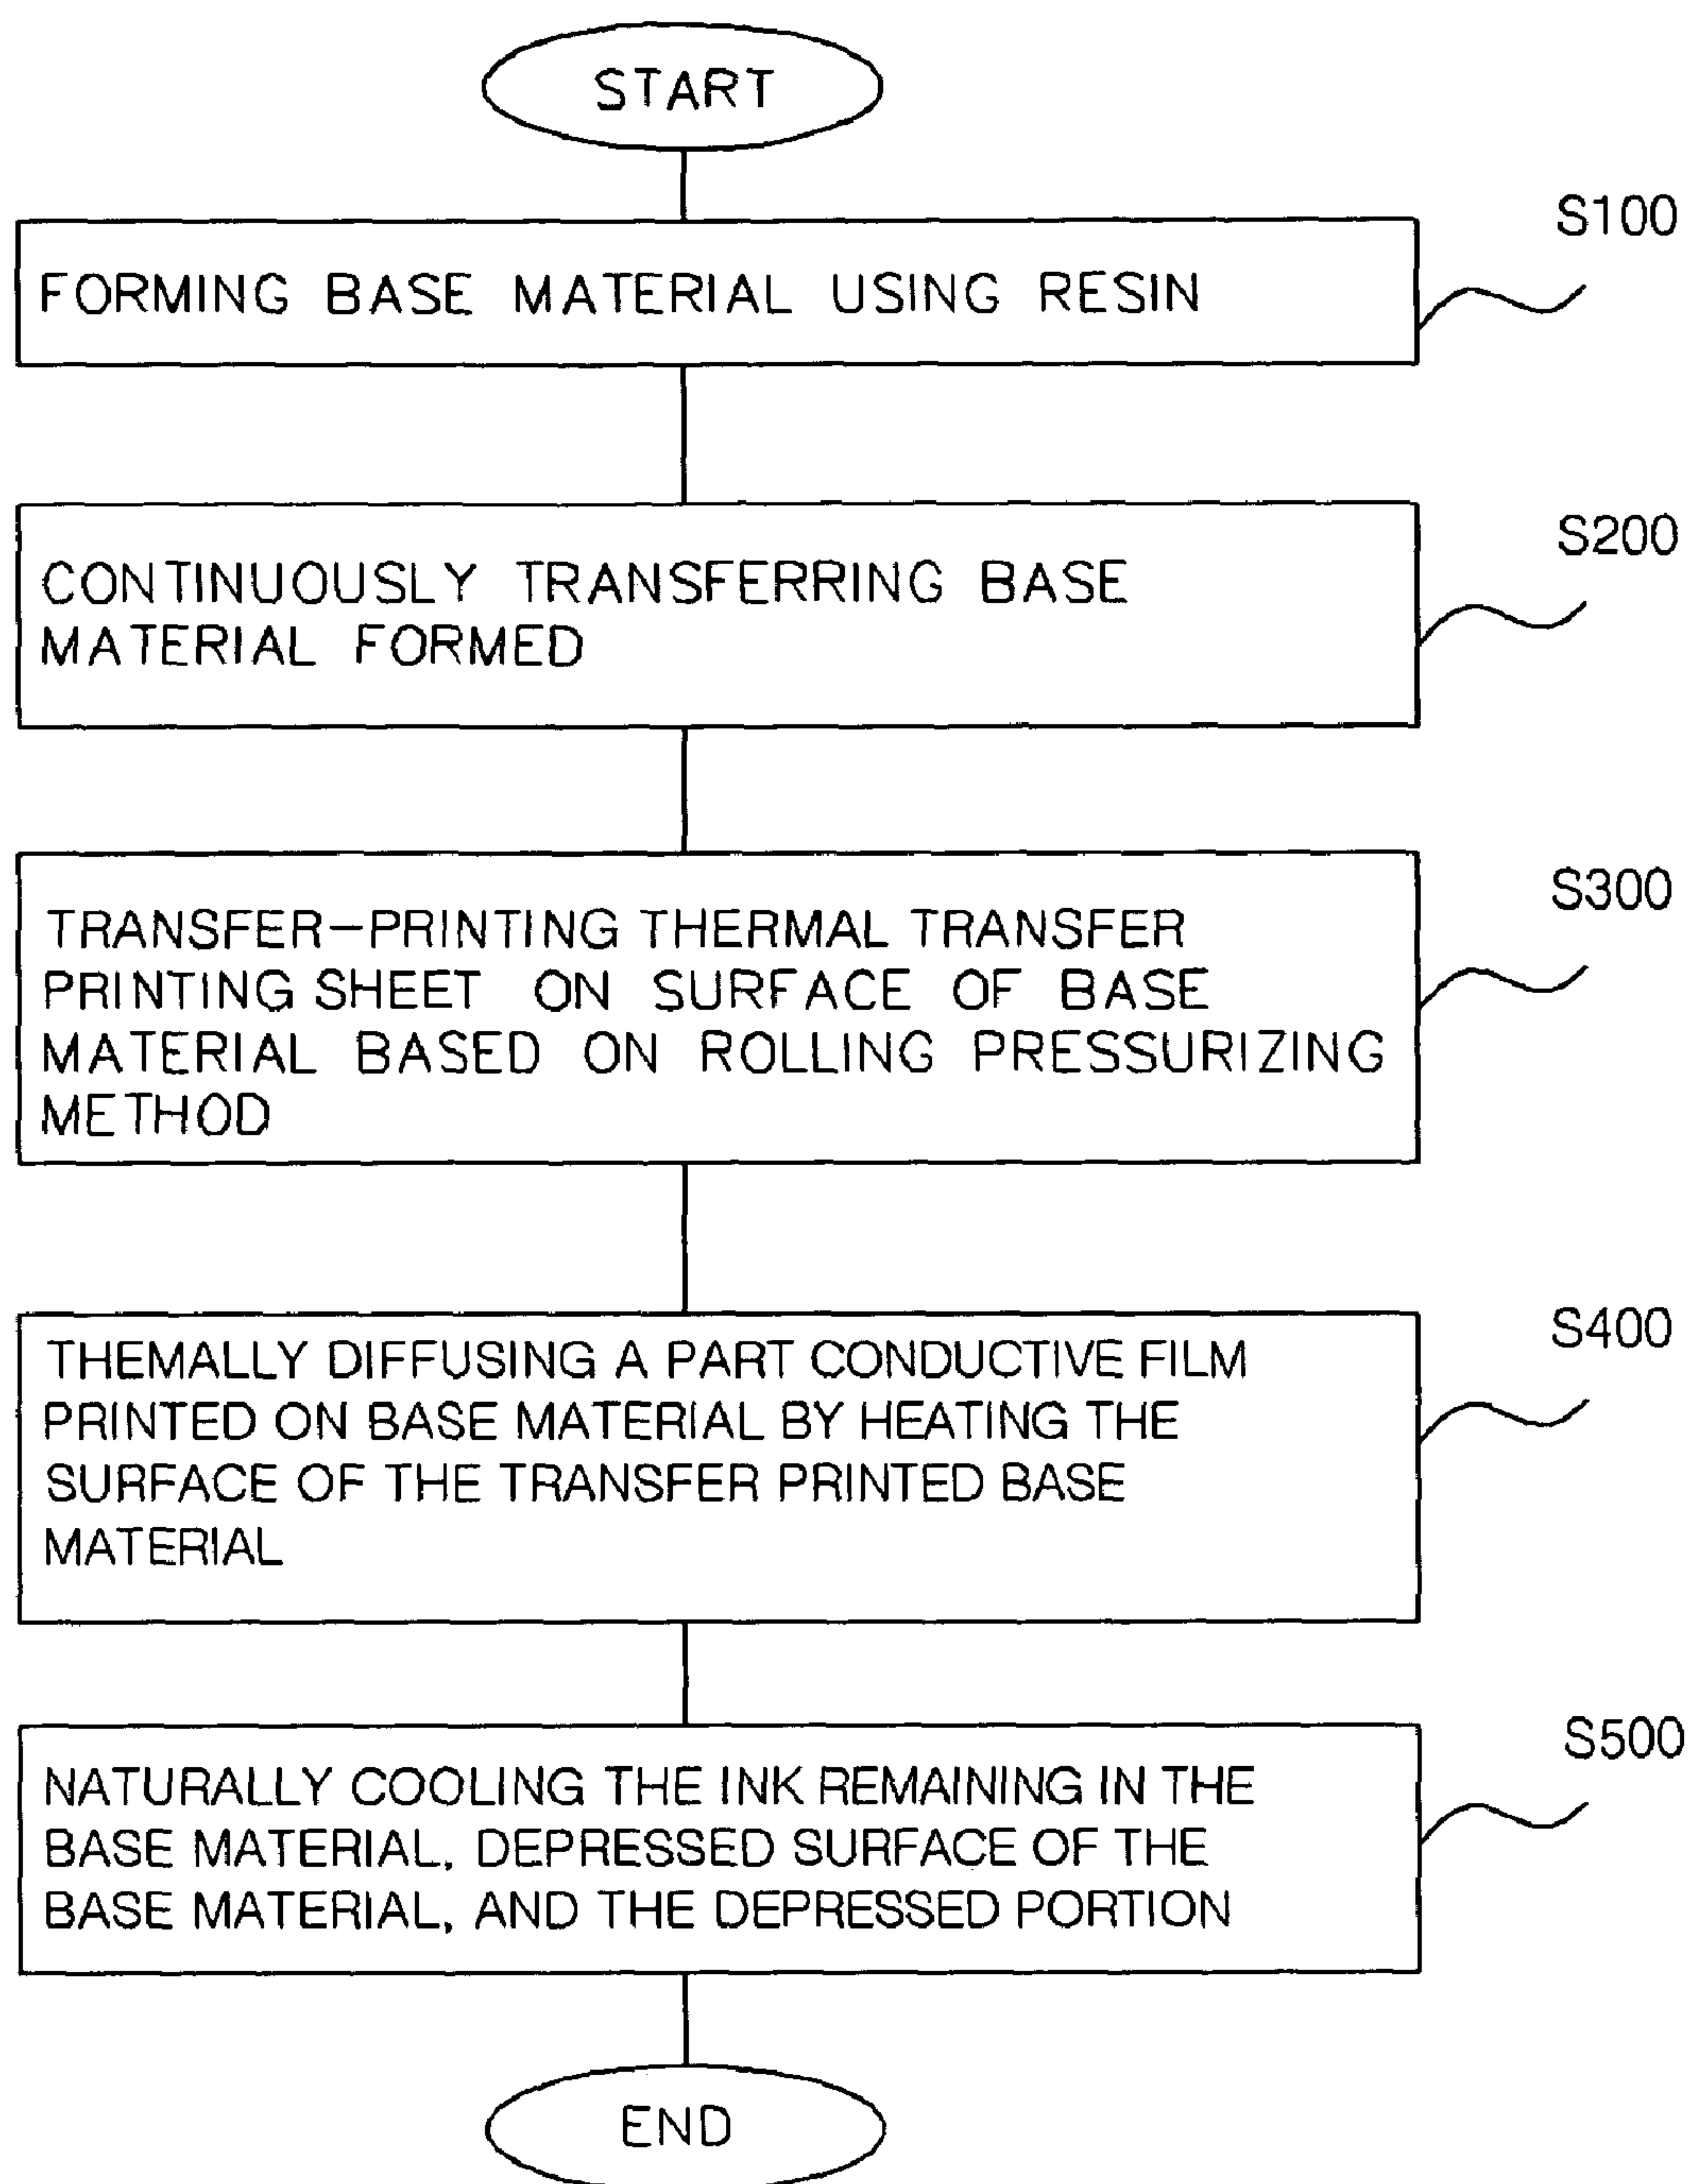 START
S100
FORMING BASE MATERIAL USING RESIN
S200
CONTINUOUSLY TRANSFERRING BASE
MATERIAL FORMED
S300
TRANSFER-PRINTING THERMAL TRANSFER
PRINTING SHEET ON SURFACE OF BASE
MATERIAL BASED ON ROLLING PRESSURIZING
METHOD
S400
THEMALLY DIFFUSING A PART CONDUCTIVE FILM
PRINTED ON BASE MATERIAL BY HEATING THE
SURFACE OF THE TRANSFER PRINTED BASE
MATERIAL
S500
NATURALLY COOLING THE INK REMAINING IN THE
BASE MATERIAL, DEPRESSED SURFACE OF THE
BASE MATERIAL, AND THE DEPRESSED PORTION
END